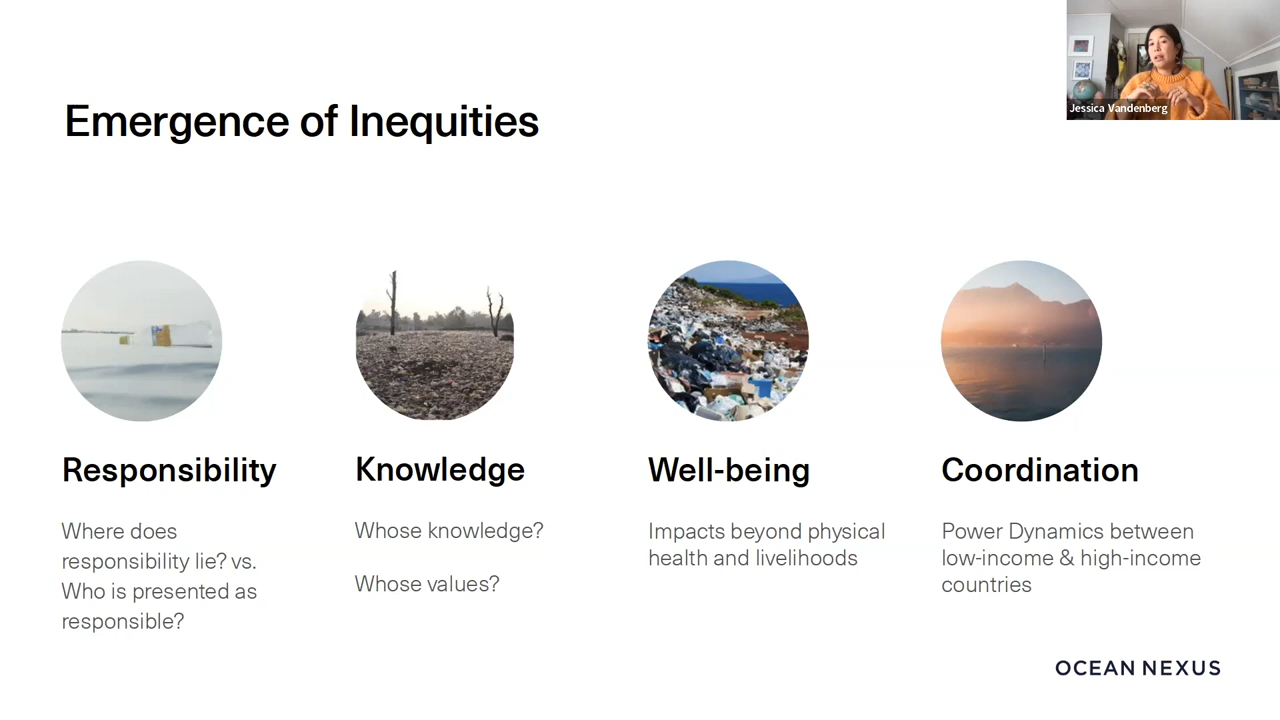 Jessica Vandenberg
Emergence of Inequities
Responsibility
Where does
responsibility lie? vs.
Who is presented as
responsible?
Knowledge
Whose knowledge?
Whose values?
Well-being
Impacts beyond physical
health and livelihoods
Coordination
Power Dynamics between
low-income & high-income
countries
OCEAN NEXUS